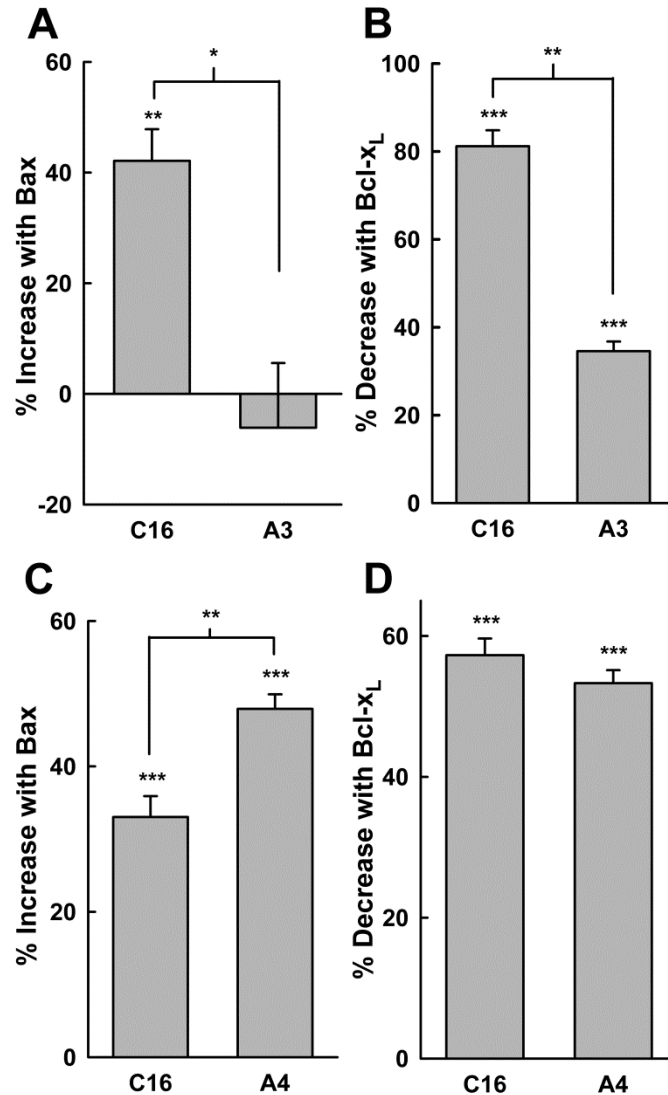 A
% Increase with Bax
60
40
20
0
-20
*
**
C16
A3
B
% Decrease with Bcl-xL
100
80
60
40
20
0
**
***
***
C16
A3
C
% Increase with Bax
60
40
20
0
**
***
***
C16
A4
D
% Decrease with Bcl-xL
60
40
20
0
***
***
C16
A4